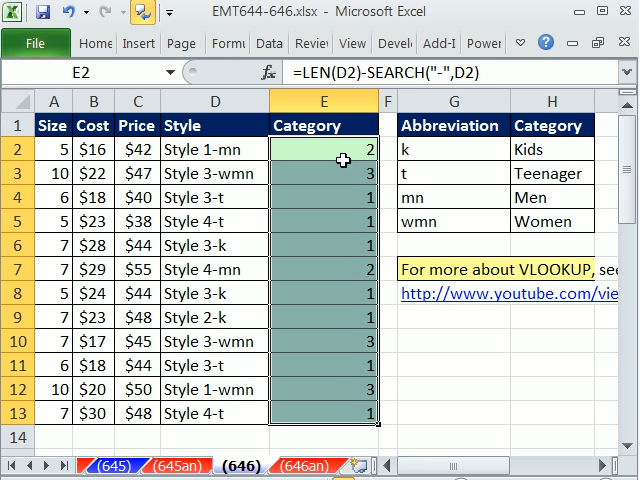 EMT644-646.xlsx - Microsoft Excel
File Home Insert Page Form Data Revie View Devel Add-I Power
E2 fx =LEN(D2)-SEARCH("-",D2)
A B C D E F G H
1 Size Cost Price Style Category Abbreviation Category
2 5 $16 $42 Style 1-mn 2 k Kids
3 10 $22 $47 Style 3-wmn 3 t Teenager
4 6 $18 $40 Style 3-t 1 mn Men
5 5 $23 $38 Style 4-t 1 wmn Women
6 7 $28 $44 Style 3-k 1
7 7 $29 $55 Style 4-mn 2 For more about VLOOKUP, see
8 5 $24 $44 Style 3-k 1 http://www.youtube.com/vie
9 7 $23 $48 Style 2-k 1
10 7 $17 $45 Style 3-wmn 3
11 6 $18 $44 Style 3-t 1
12 10 $20 $50 Style 1-wmn 3
13 7 $30 $48 Style 4-t 1
14
(645) (645an) (646) (646an)